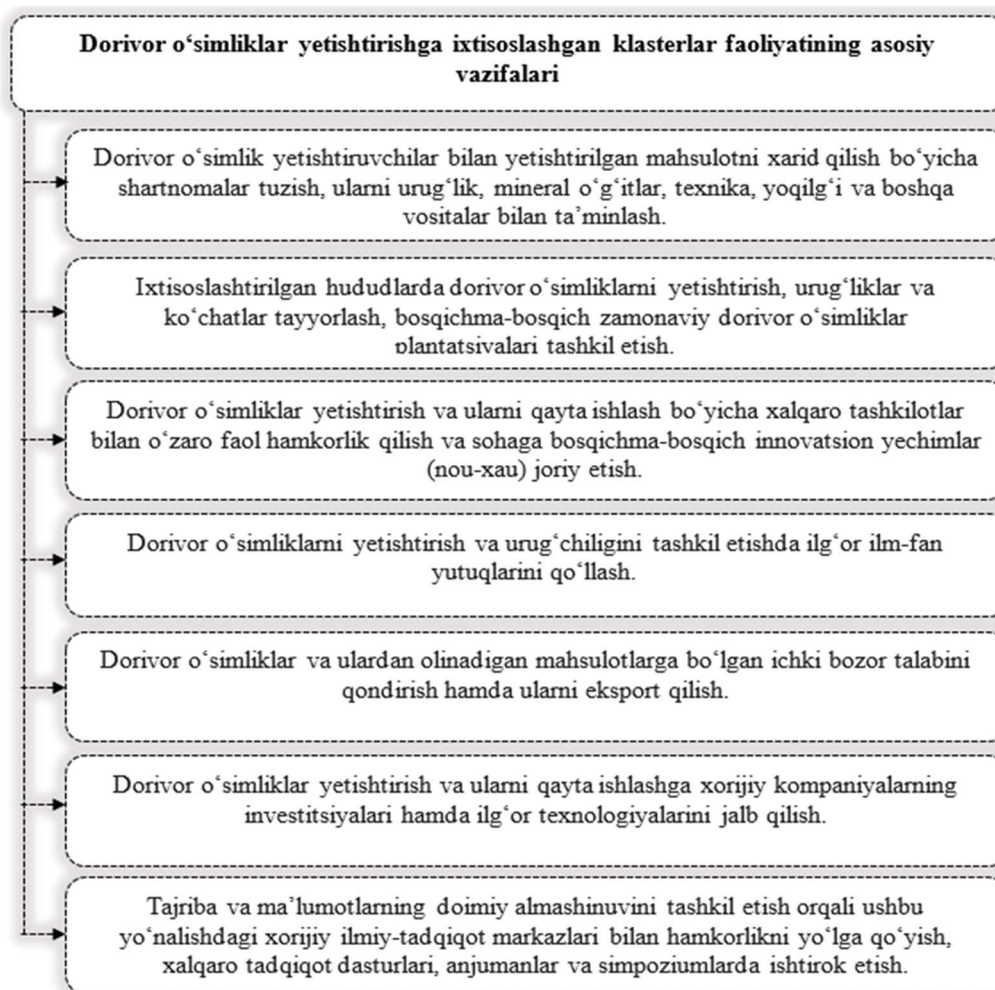 Dorivor o‘simliklar yetishtirishga ixtisoslashgan klasterlar faoliyatining asosiy
vazifalari
Dorivor o‘simlik yetishtiruvchilar bilan yetishtirilgan mahsulotni xarid qilish bo‘yicha
shartnomalar tuzish, ularni urug‘lik, mineral o‘g‘itlar, texnika, yoqilg‘i va boshqa
vositalar bilan ta’minlash.
Ixtisoslashtirilgan hududlarda dorivor o‘simliklarni yetishtirish, urug‘liklar va
ko‘chatlar tayyorlash, bosqichma-bosqich zamonaviy dorivor o‘simliklar
plantatsiyalari tashkil etish.
Dorivor o‘simliklar yetishtirish va ularni qayta ishlash bo‘yicha xalqaro tashkilotlar
bilan o‘zaro faol hamkorlik qilish va sohaga bosqichma-bosqich innovatsion yechimlar
(nou-xau) joriy etish.
Dorivor o‘simliklarni yetishtirish va urug‘chiligini tashkil etishda ilg‘or ilm-fan
yutuqlarini qo‘llash.
Dorivor o‘simliklar va ulardan olinadigan mahsulotlarga bo‘lgan ichki bozor talabini
qondirish hamda ularni eksport qilish.
Dorivor o‘simliklar yetishtirish va ularni qayta ishlashga xorijiy kompaniyalarning
investitsiyalari hamda ilg‘or texnologiyalarini jalb qilish.
Tajriba va ma’lumotlarning doimiy almashinuvini tashkil etish orqali ushbu
yo‘nalishdagi xorijiy ilmiy-tadqiqot markazlari bilan hamkorlikni yo‘lga qo‘yish,
xalqaro tadqiqot dasturlari, anjumanlar va simpoziumlarda ishtirok etish.